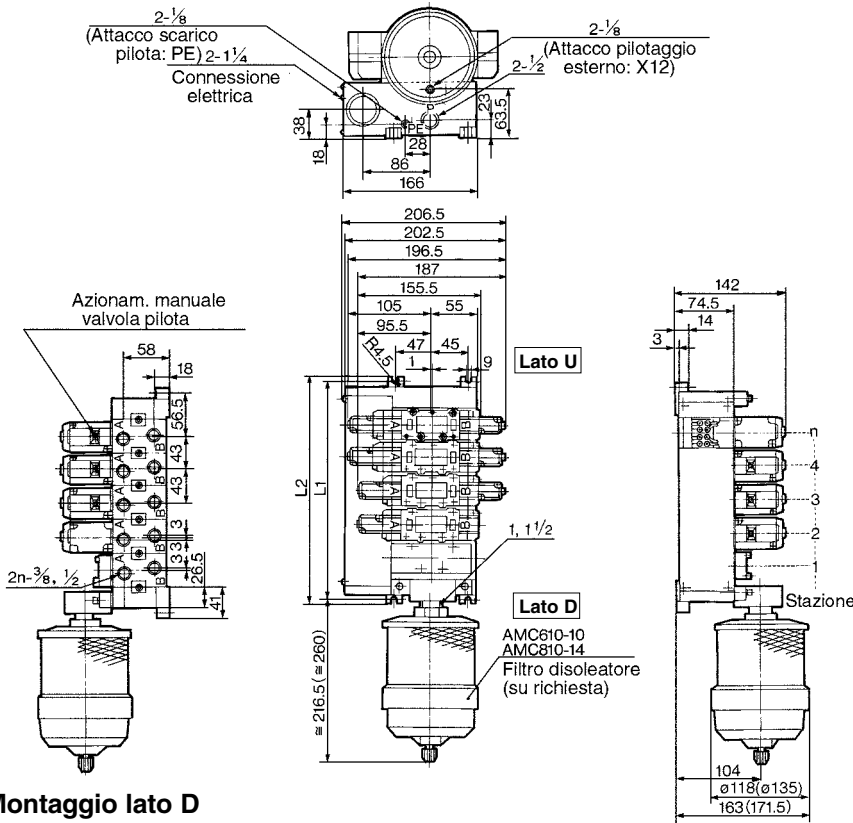 2-⅛
(Attacco scarico
pilota: PE)
2-1¼
Connessione
elettrica
2-⅛
(Attacco pilotaggio
esterno: X12)
2-½
PE
38
18
28
86
166
23
63.5
206.5
202.5
196.5
187
155.5
105
55
95.5
47
45
1
9
R4.5
Lato U
Azionam. manuale
valvola pilota
58
18
56.5
43
43
3
33
26.5
41
A
B
A
B
A
B
A
B
A
B
2n-⅜, ½
L2
L1
A
B
A
B
A
B
A
B
1, 1½
Lato D
AMC610-10
AMC810-14
Filtro disoleatore
(su richiesta)
≅ 216.5(≅ 260)
142
74.5
14
3
n
4
3
2
1
Stazione
104
ø118(ø135)
163(171.5)
Montaggio lato D